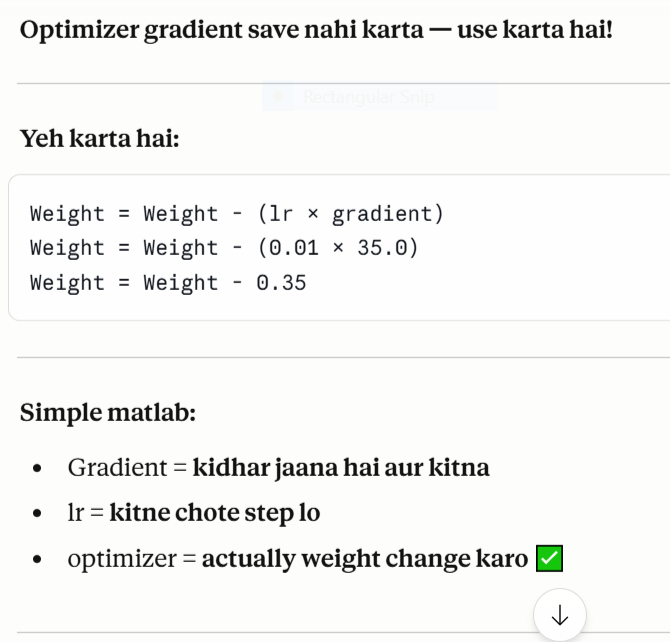 Optimizer gradient save nahi karta — use karta hai!
Rectangular Snip
Yeh karta hai:
Weight = Weight - (lr × gradient)
Weight = Weight - (0.01 × 35.0)
Weight = Weight - 0.35
Simple matlab:
• Gradient = kidhar jaana hai aur kitna
• lr = kitne chote step lo
• optimizer = actually weight change karo ✅